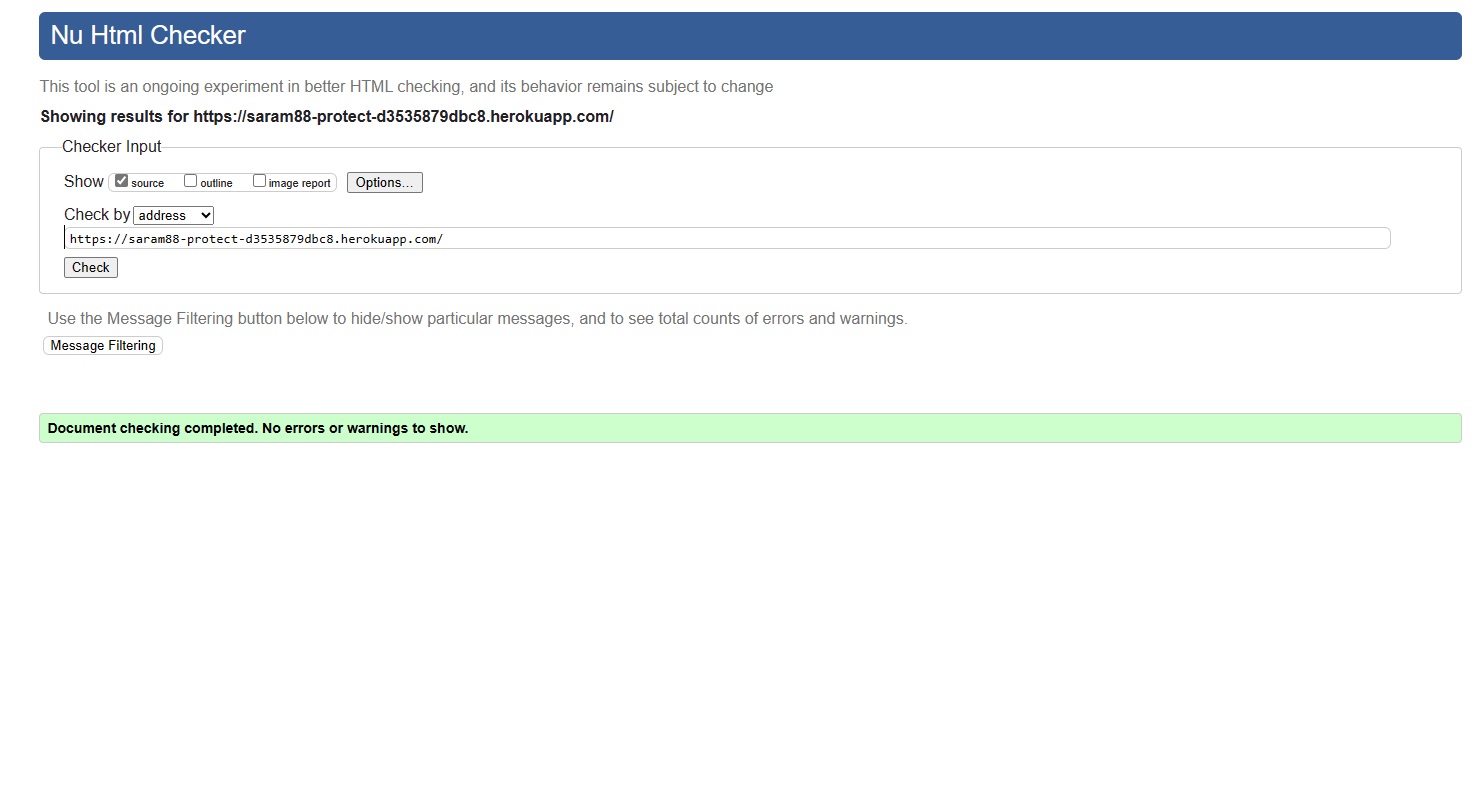 Nu Html Checker
This tool is an ongoing experiment in better HTML checking, and its behavior remains subject to change
Showing results for https://saram88-protect-d3535879dbc8.herokuapp.com/
Checker Input
Show source outline image report Options...
Check by address
https://saram88-protect-d3535879dbc8.herokuapp.com/
Check
Use the Message Filtering button below to hide/show particular messages, and to see total counts of errors and warnings.
Message Filtering
Document checking completed. No errors or warnings to show.